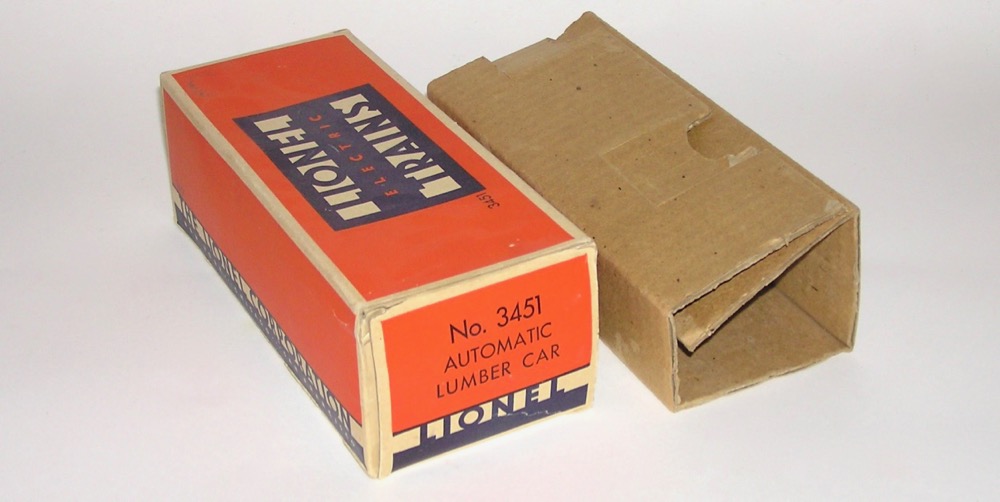 LIONEL
ELECTRIC
TRAINS
3451
No. 3451
AUTOMATIC
LUMBER CAR
LIONEL
THE LIONEL CORPORATION